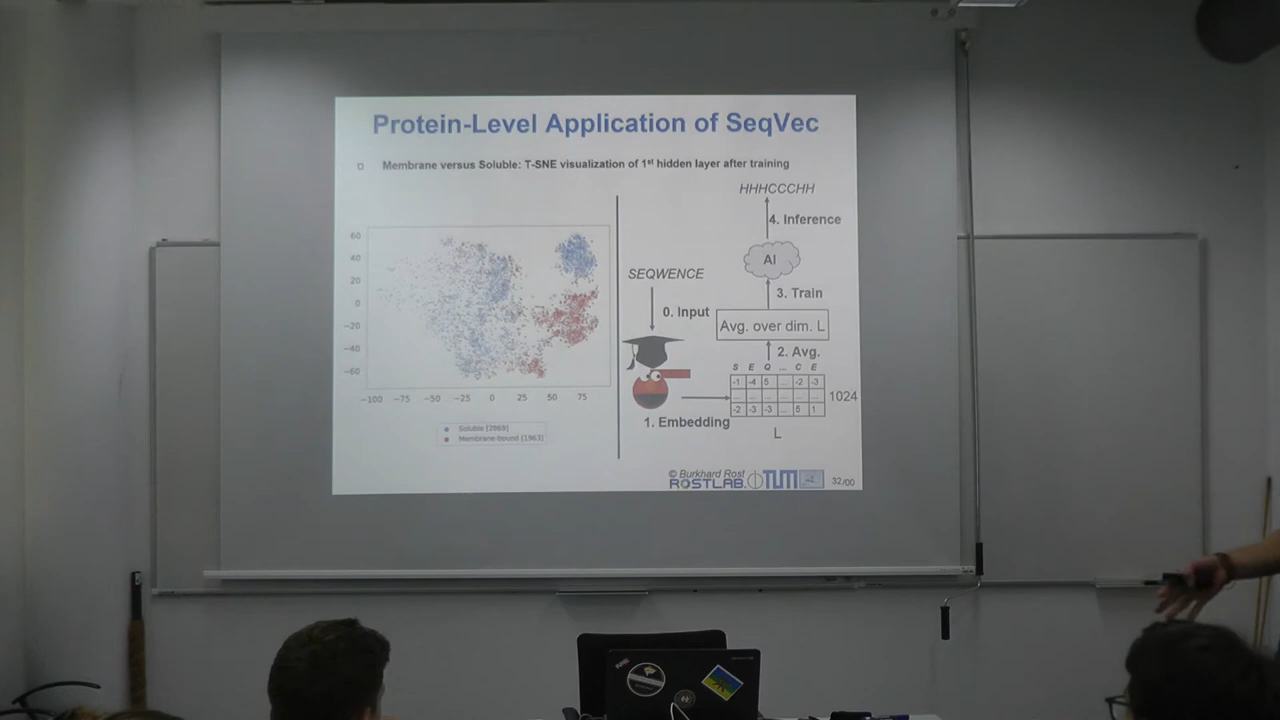 Protein-Level Application of SeqVec
Membrane versus Soluble: T-SNE visualization of 1st hidden layer after training
HHHCCCHH
4. Inference
AI
3. Train
Avg. over dim. L
2. Avg.
SEQWENCE
0. Input
1. Embedding
S E Q ... C E
-1 -4 5 ... -2 -3
... ... ... ... ... ...
-2 -3 -3 ... 5 1
1024
L
60
40
20
0
−20
−40
−60
−100 −75 −50 −25 0 25 50 75
Soluble
Membrane-bound [1963]
© Burkhard Rost
ROSTLAB. TUM
32/00